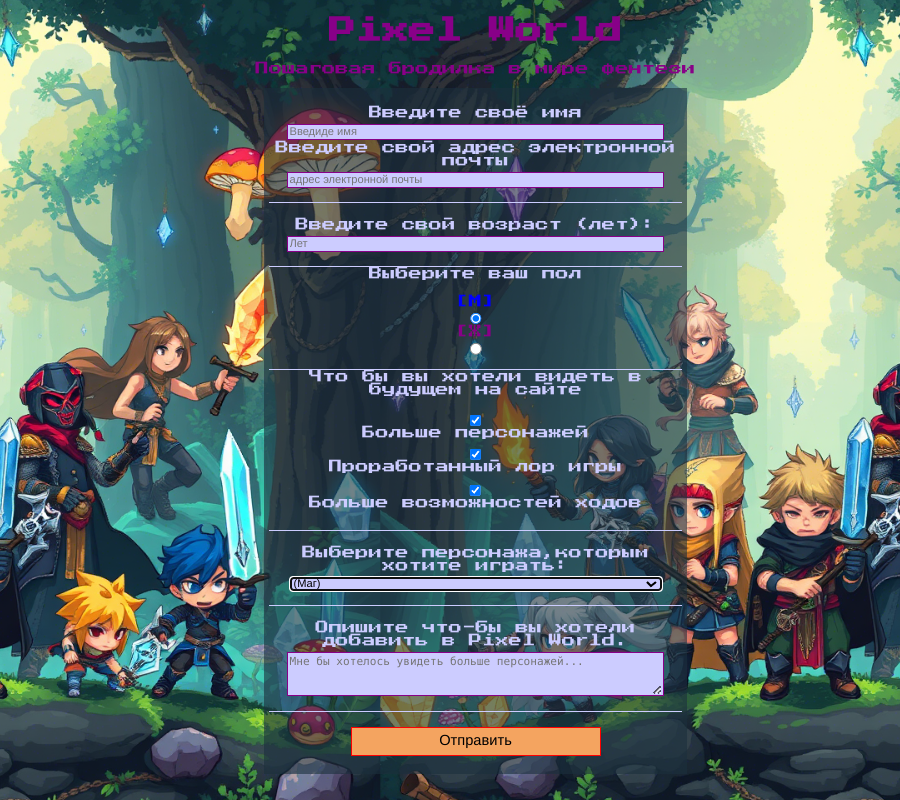 Pixel World
Пошаговая бродилка в мире фентези
Введите своё имя
Введиде имя
Введите свой адрес электронной
почты
адрес электронной почты
Введите свой возраст (лет):
Лет
Выберите ваш пол
[М]
[Ж]
Что бы вы хотели видеть в
будущем на сайте
Больше персонажей
Проработанный лор игры
Больше возможностей ходов
Выберите персонажа,которым
хотите играть:
(Маг)
Опишите что-бы вы хотели
добавить в Pixel World.
Мне бы хотелось увидеть больше персонажей...
Отправить